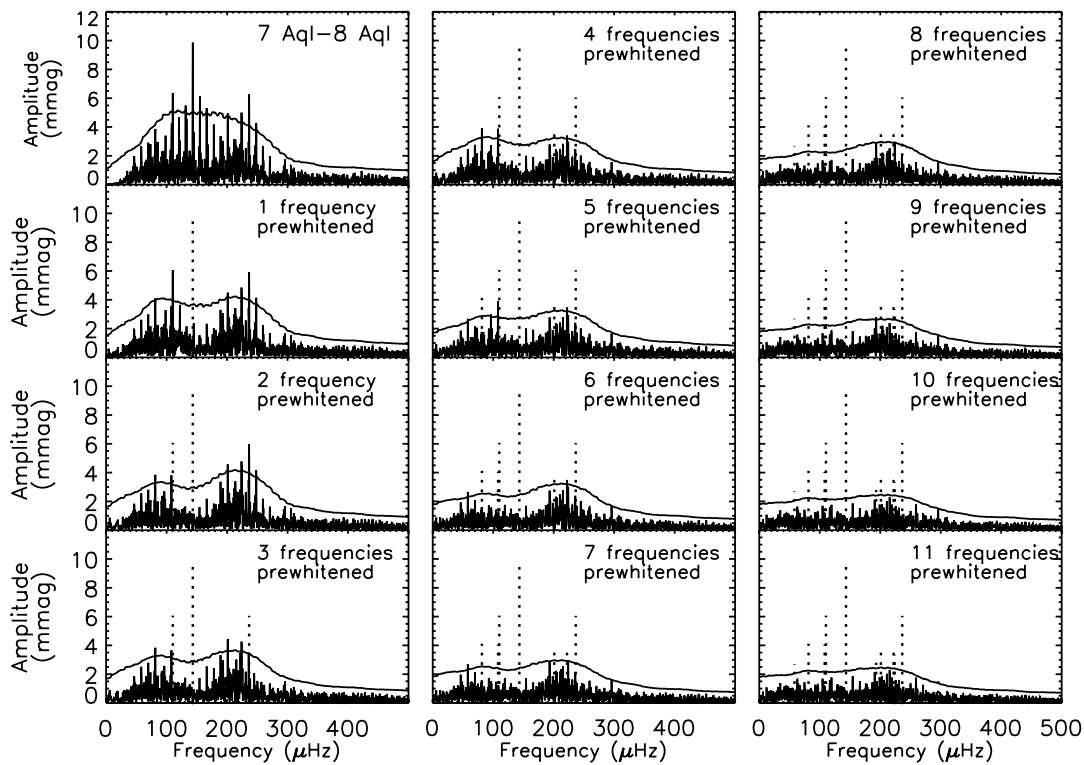 12
10
8
6
4
2
0
Amplitude
(mmag)
7 Aql−8 Aql
4 frequencies
prewhitened
8 frequencies
prewhitened
10
8
6
4
2
0
Amplitude
(mmag)
1 frequency
prewhitened
5 frequencies
prewhitened
9 frequencies
prewhitened
10
8
6
4
2
0
Amplitude
(mmag)
2 frequency
prewhitened
6 frequencies
prewhitened
10 frequencies
prewhitened
10
8
6
4
2
0
Amplitude
(mmag)
3 frequencies
prewhitened
7 frequencies
prewhitened
11 frequencies
prewhitened
0 100 200 300 400
0 100 200 300 400
0 100 200 300 400 500
Frequency (μHz)
Frequency (μHz)
Frequency (μHz)